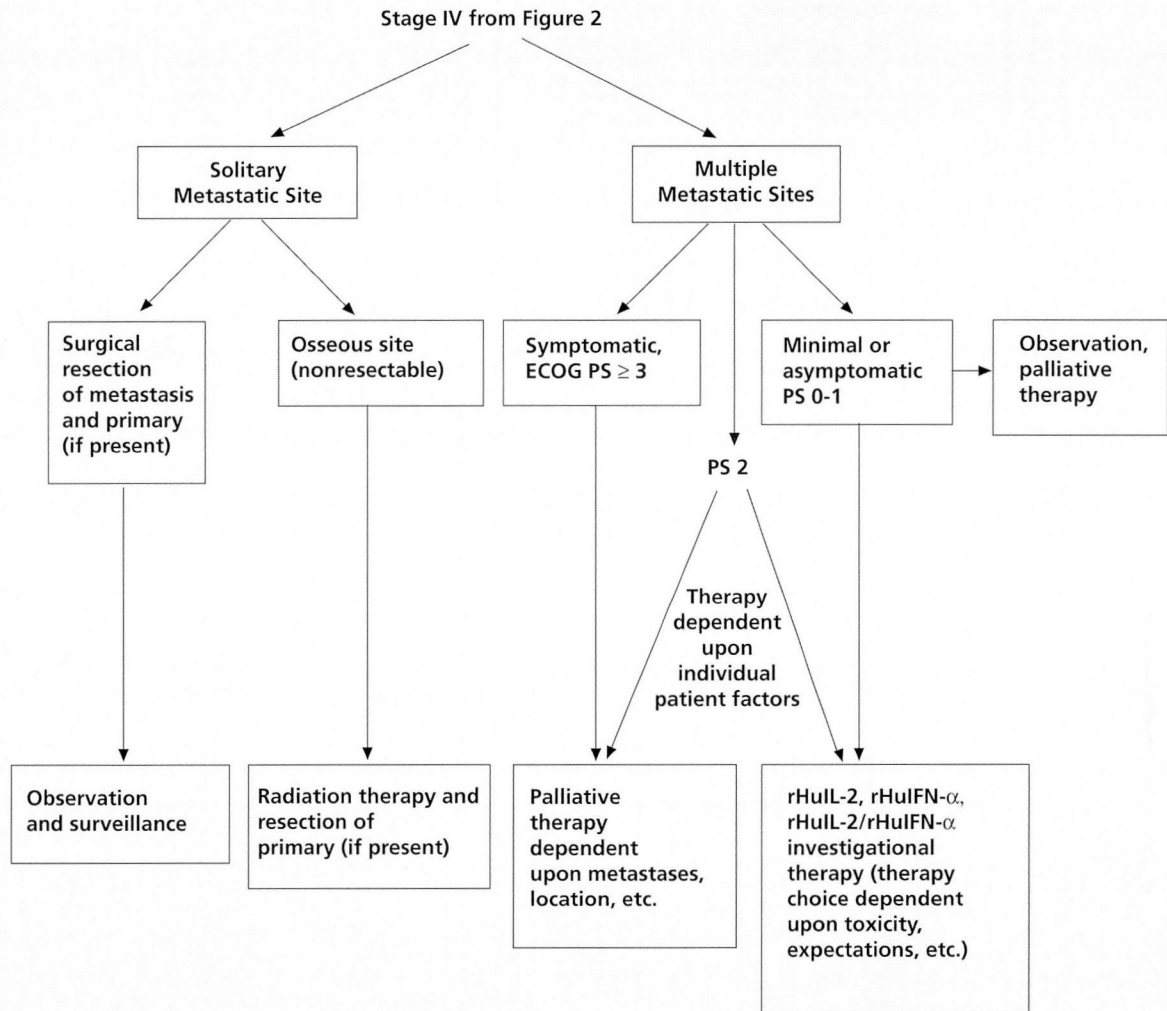 Stage IV from Figure 2
Solitary
Metastatic Site
Multiple
Metastatic Sites
Surgical
resection
of metastasis
and primary
(if present)
Osseous site
(nonresectable)
Symptomatic,
ECOG PS ≥ 3
Minimal or
asymptomatic
PS 0-1
Observation,
palliative
therapy
PS 2
Therapy
dependent
upon
individual
patient factors
Observation
and surveillance
Radiation therapy and
resection of
primary (if present)
Palliative
therapy
dependent
upon metastases,
location, etc.
rHuIL-2, rHuIFN-α,
rHuIL-2/rHuIFN-α
investigational
therapy (therapy
choice dependent
upon toxicity,
expectations, etc.)